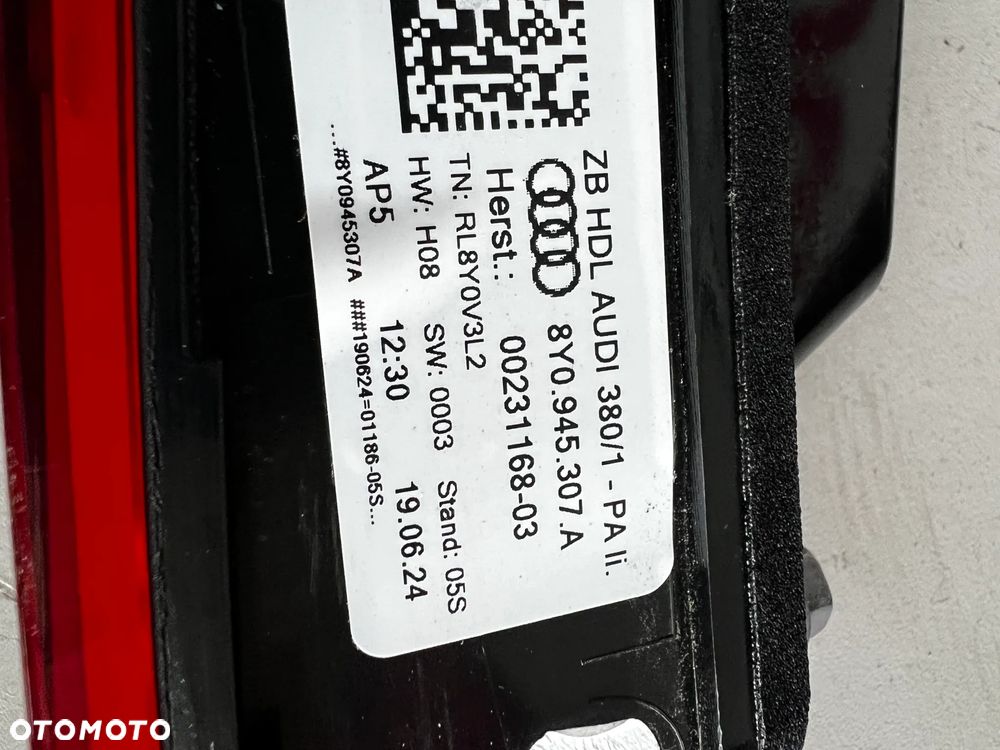 ZB HDL AUDI 380/1 - PA li.
8Y0.945.307.A
Herst.: 00231168-03
TN: RL8Y0V3L2
HW: H08 SW: 0003 Stand: 05S
AP5 12:30 19.06.24
...#8Y0945307A ###190624=01186-05S...
OTOMOTO